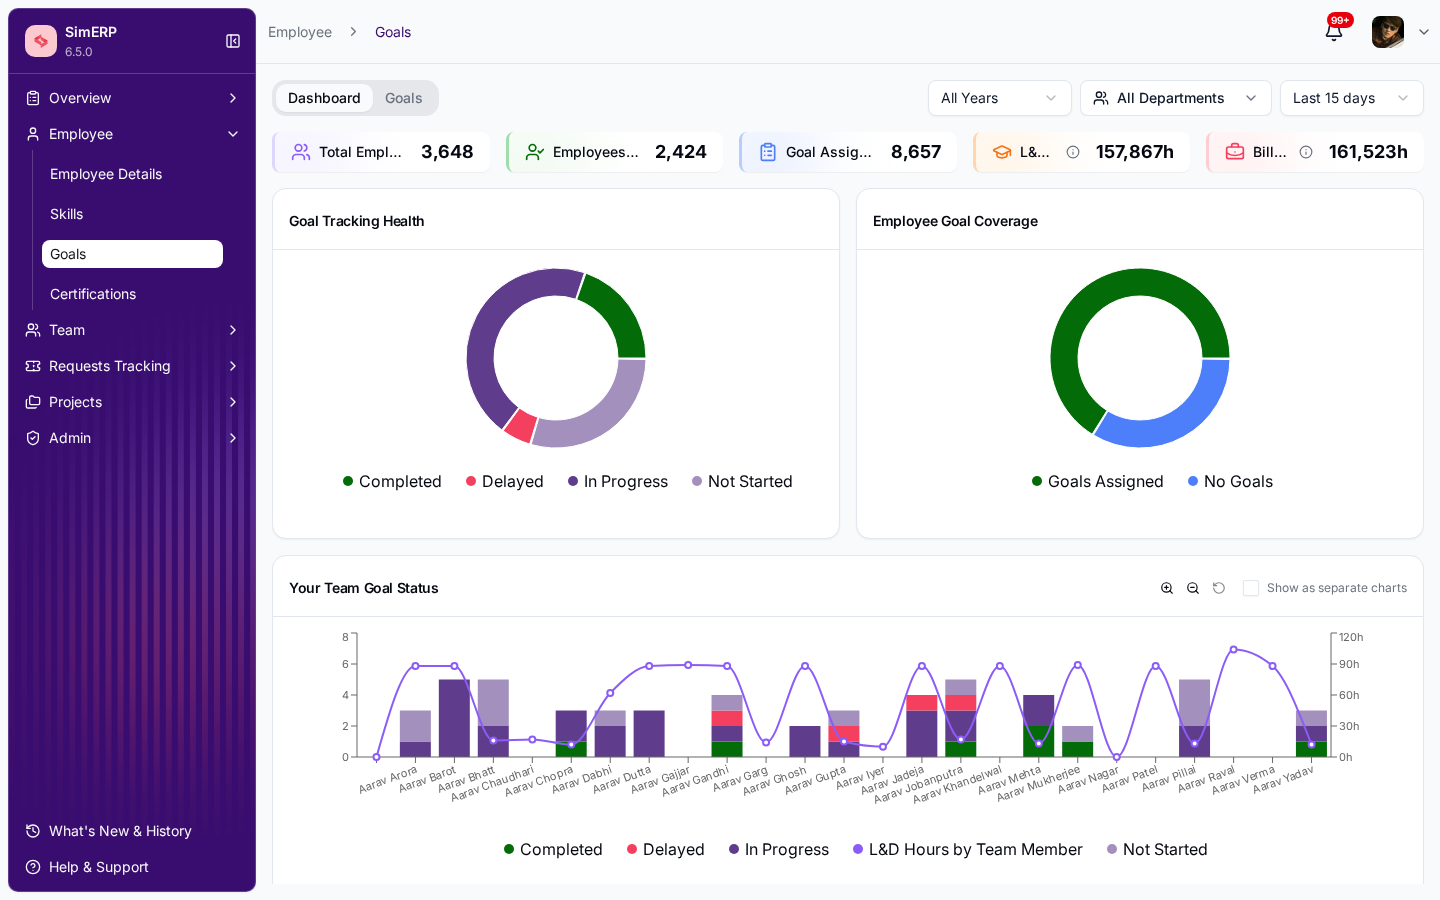 SimERP
6.5.0
Overview
Employee
Employee Details
Skills
Goals
Certifications
Team
Requests Tracking
Projects
Admin
What's New & History
Help & Support
Employee
Goals
99+
Dashboard
Goals
All Years
All Departments
Last 15 days
Total Empl... 3,648
Employees... 2,424
Goal Assig... 8,657
L&... 157,867h
Bill... 161,523h
Goal Tracking Health
Completed Delayed In Progress Not Started
Employee Goal Coverage
Goals Assigned No Goals
Your Team Goal Status
Show as separate charts
8
6
4
2
0
120h
90h
60h
30h
0h
Aarav Arora
Aarav Barot
Aarav Bhatt
Aarav Chaudhari
Aarav Chopra
Aarav Dabhi
Aarav Dutta
Aarav Gajjar
Aarav Gandhi
Aarav Garg
Aarav Ghosh
Aarav Gupta
Aarav Iyer
Aarav Jadeja
Aarav Jobanputra
Aarav Khandelwal
Aarav Mehta
Aarav Mukherjee
Aarav Nagar
Aarav Patel
Aarav Pillai
Aarav Raval
Aarav Verma
Aarav Yadav
Completed Delayed In Progress L&D Hours by Team Member Not Started